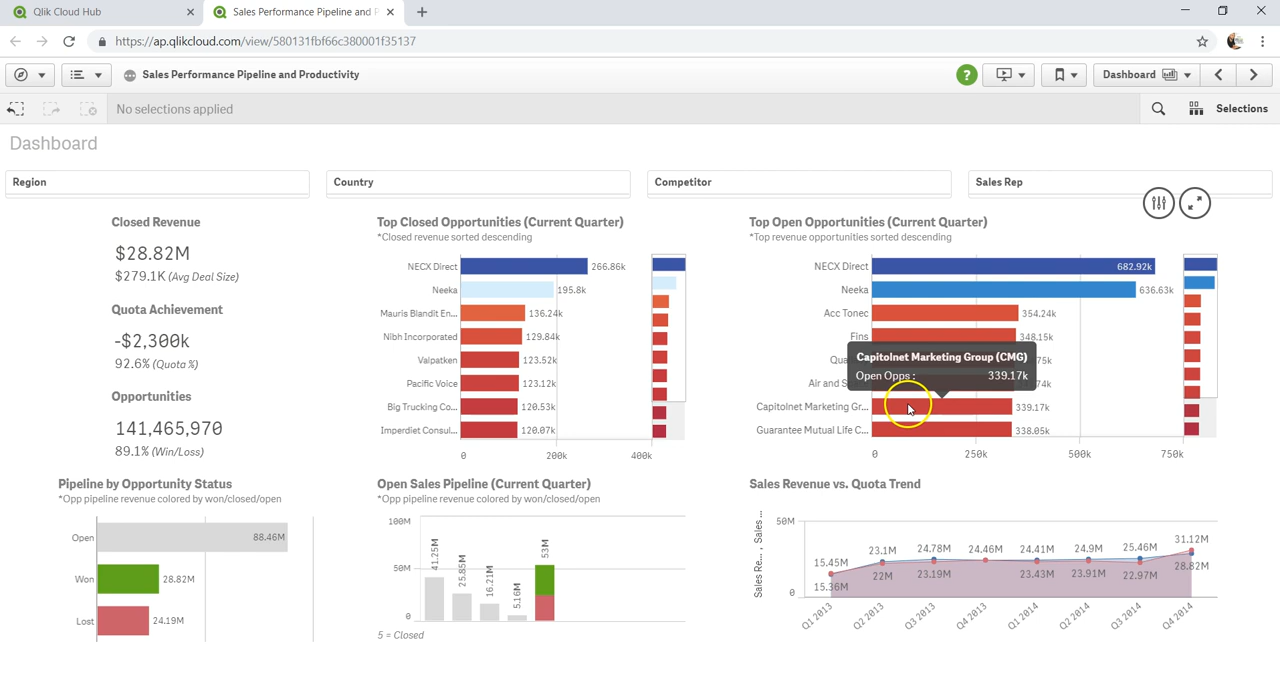 Qlik Cloud Hub
Sales Performance Pipeline and P
https://ap.qlikcloud.com/view/580131fbf66c380001f35137
Sales Performance Pipeline and Productivity
?
Dashboard
No selections applied
Selections
Dashboard
Region
Country
Competitor
Sales Rep
Closed Revenue
$28.82M
$279.1K (Avg Deal Size)
Quota Achievement
-$2,300k
92.6% (Quota %)
Opportunities
141,465,970
89.1% (Win/Loss)
Top Closed Opportunities (Current Quarter)
*Closed revenue sorted descending
NECX Direct 266.86k
Neeka 195.8k
Mauris Blandit En... 136.24k
Nibh Incorporated 129.84k
Valpatken 123.52k
Pacific Voice 123.12k
Big Trucking Co... 120.53k
Imperdiet Consul... 120.07k
0 200k 400k
Top Open Opportunities (Current Quarter)
*Top revenue opportunities sorted descending
NECX Direct 682.92k
Neeka 636.63k
Acc Tonec 354.24k
Fins 348.15k
Capitolnet Marketing Group (CMG)
Open Opps : 339.17k
Capitolnet Marketing Gr... 339.17k
Guarantee Mutual Life C... 338.05k
0 250k 500k 750k
Pipeline by Opportunity Status
*Opp pipeline revenue colored by won/closed/open
Open 88.46M
Won 28.82M
Lost 24.19M
Open Sales Pipeline (Current Quarter)
*Opp pipeline revenue colored by won/closed/open
100M
50M
0
41.25M
25.85M
16.21M
5.16M
53M
5 = Closed
Sales Revenue vs. Quota Trend
Sales Re... , Sales ...
50M
0
15.45M 23.1M 24.78M 24.46M 24.41M 24.9M 25.46M 31.12M
15.36M 22M 23.19M 23.43M 23.91M 22.97M 28.82M
Q1 2013 Q2 2013 Q3 2013 Q4 2013 Q1 2014 Q2 2014 Q3 2014 Q4 2014